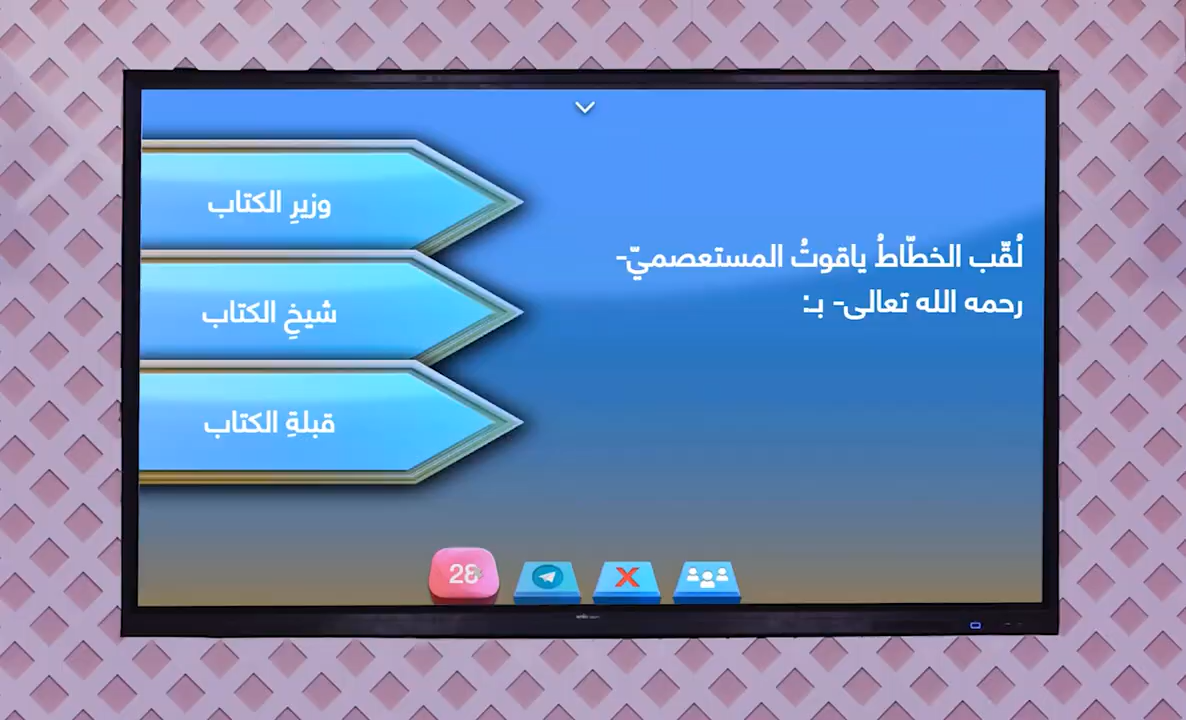 لُقّب الخطّاطُ ياقوتُ المستعصميّ-
رحمه الله تعالى- بـ:
وزيرِ الكتاب
شيخِ الكتاب
قبلةِ الكتاب
28